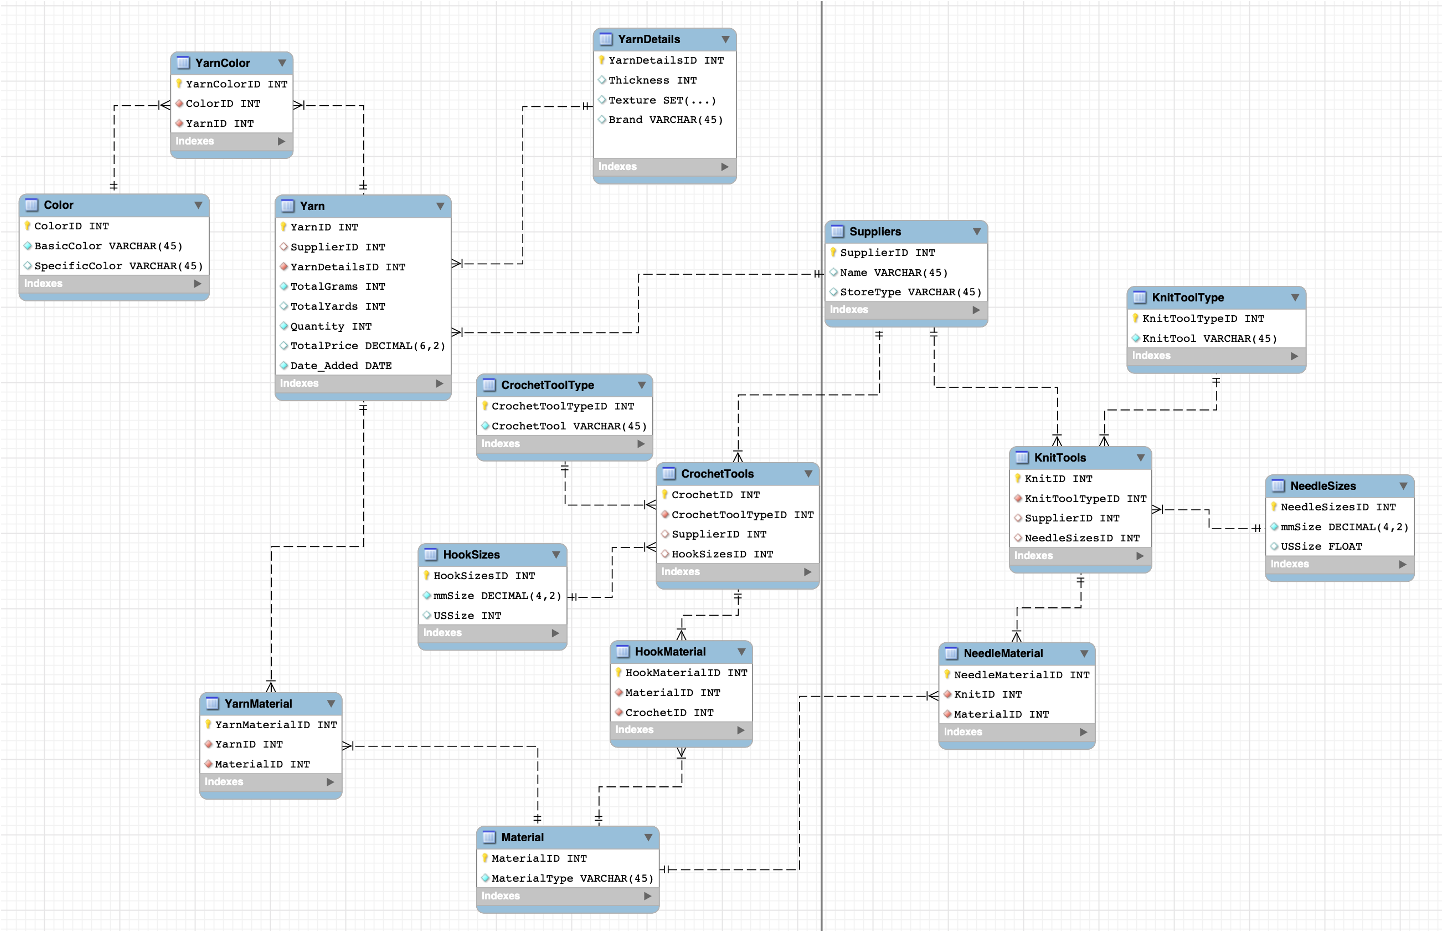 YarnColor
YarnColorID INT
ColorID INT
YarnID INT
Indexes
YarnDetails
YarnDetailsID INT
Thickness INT
Texture SET(...)
Brand VARCHAR(45)
Indexes
Color
ColorID INT
BasicColor VARCHAR(45)
SpecificColor VARCHAR(45)
Indexes
Yarn
YarnID INT
SupplierID INT
YarnDetailsID INT
TotalGrams INT
TotalYards INT
Quantity INT
TotalPrice DECIMAL(6,2)
Date_Added DATE
Indexes
Suppliers
SupplierID INT
Name VARCHAR(45)
StoreType VARCHAR(45)
Indexes
KnitToolType
KnitToolTypeID INT
KnitTool VARCHAR(45)
Indexes
CrochetToolType
CrochetToolTypeID INT
CrochetTool VARCHAR(45)
Indexes
CrochetTools
CrochetID INT
CrochetToolTypeID INT
SupplierID INT
HookSizesID INT
Indexes
KnitTools
KnitID INT
KnitToolTypeID INT
SupplierID INT
NeedleSizesID INT
Indexes
NeedleSizes
NeedleSizesID INT
mmSize DECIMAL(4,2)
USSize FLOAT
Indexes
HookSizes
HookSizesID INT
mmSize DECIMAL(4,2)
USSize INT
Indexes
HookMaterial
HookMaterialID INT
MaterialID INT
CrochetID INT
Indexes
NeedleMaterial
NeedleMaterialID INT
KnitID INT
MaterialID INT
Indexes
YarnMaterial
YarnMaterialID INT
YarnID INT
MaterialID INT
Indexes
Material
MaterialID INT
MaterialType VARCHAR(45)
Indexes